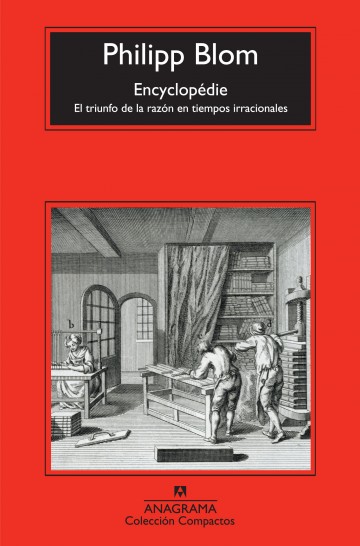 Philipp Blom
Encyclopédie
El triunfo de la razón en tiempos irracionales
b
ANAGRAMA
Colección Compactos